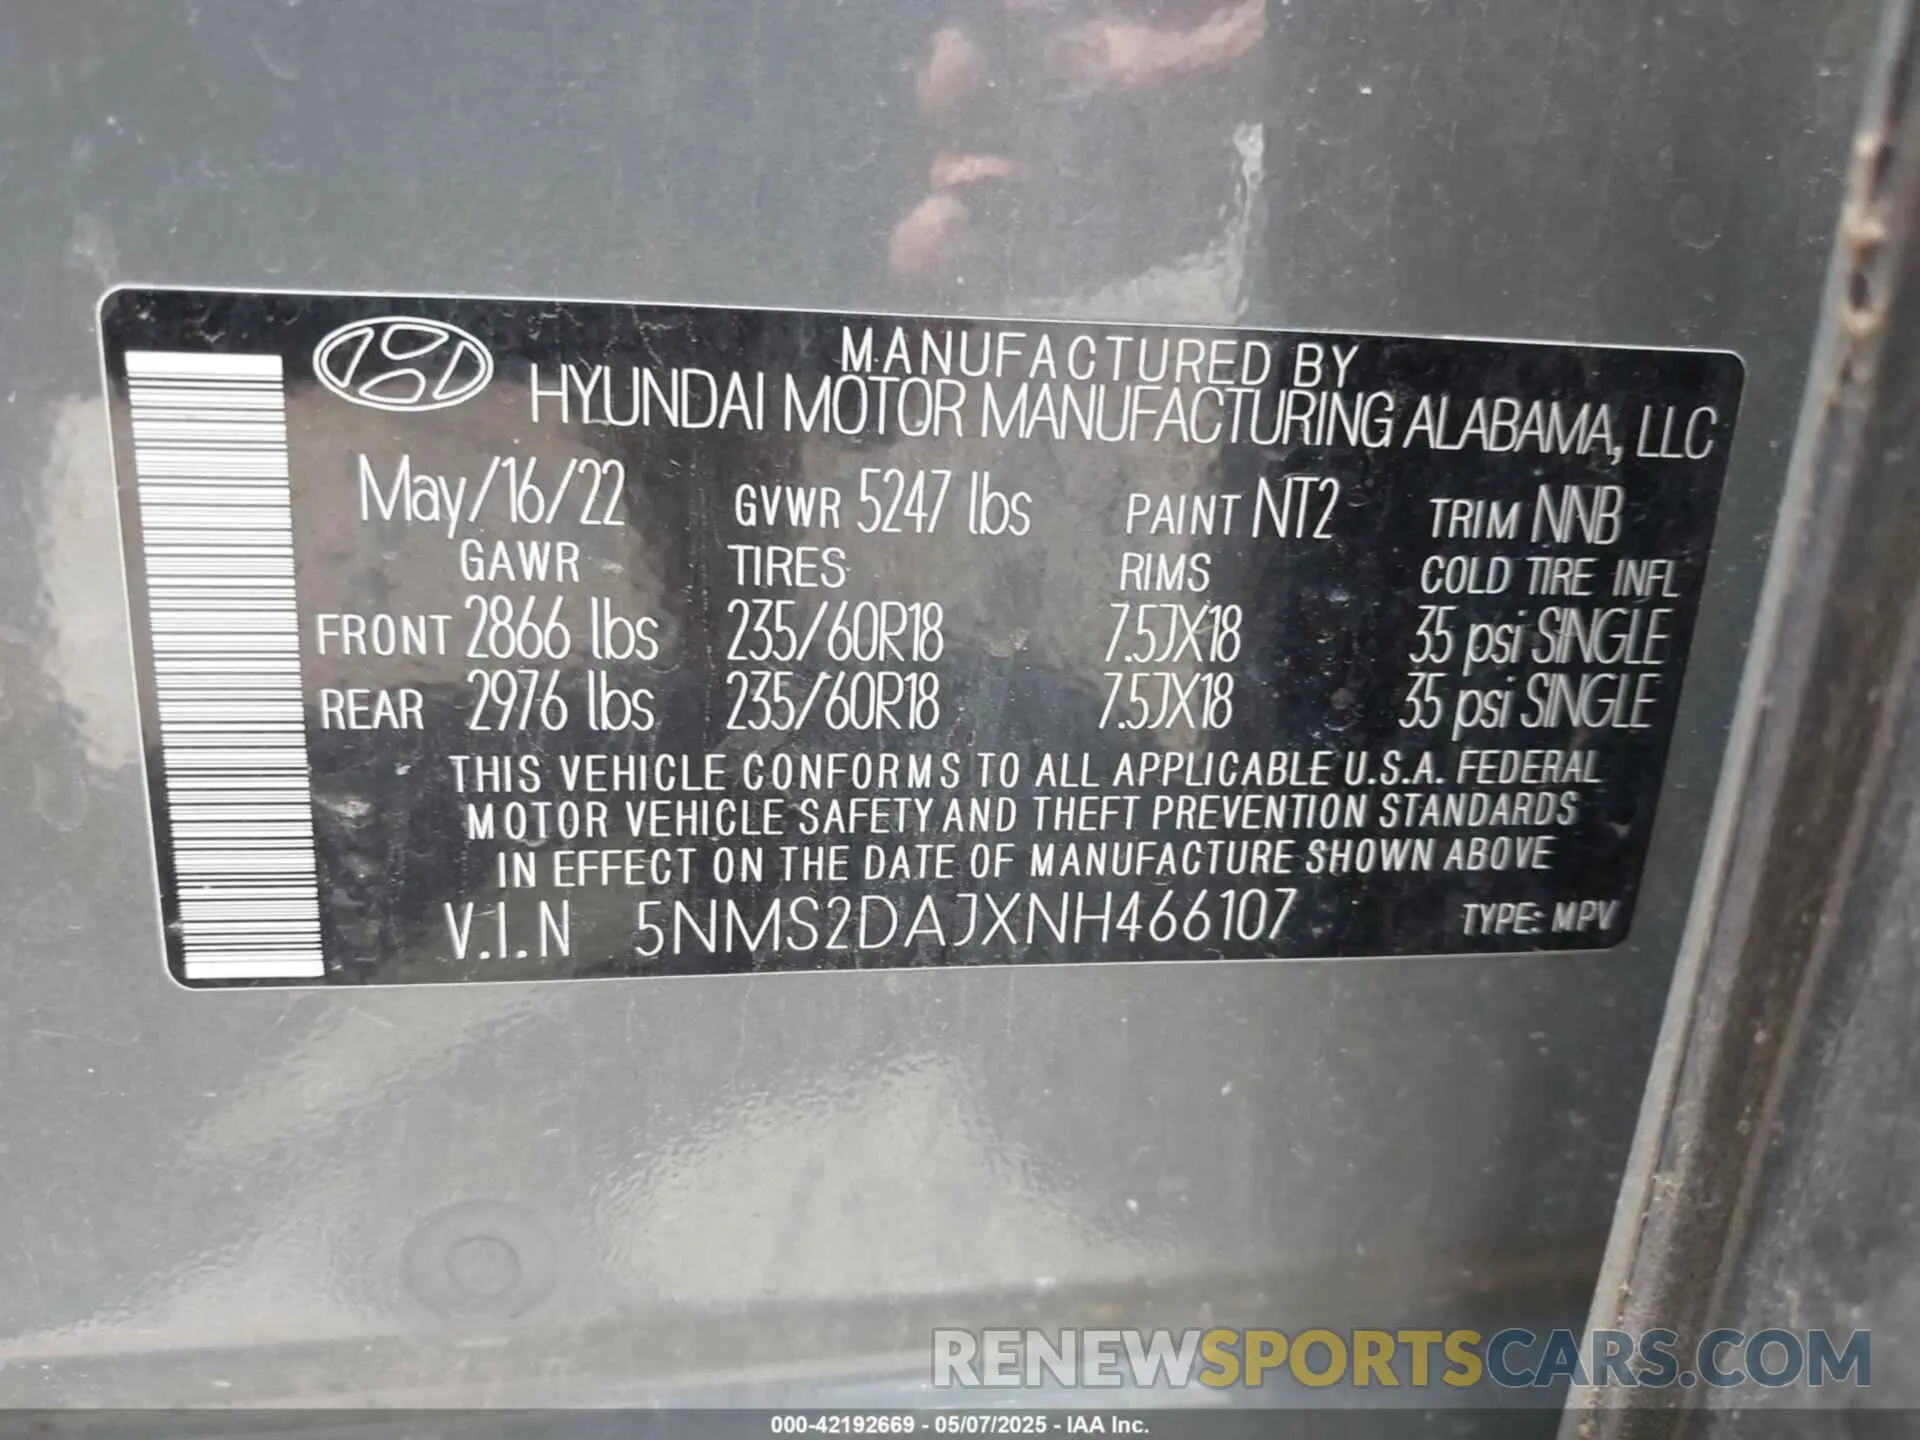 MANUFACTURED BY
HYUNDAI MOTOR MANUFACTURING ALABAMA, LLC
May/16/22 GVWR 5247 lbs PAINT NT2 TRIM NNB
GAWR TIRES RIMS COLD TIRE INFL
FRONT 2866 lbs 235/60R18 7.5JX18 35 psi SINGLE
REAR 2976 lbs 235/60R18 7.5JX18 35 psi SINGLE
THIS VEHICLE CONFORMS TO ALL APPLICABLE U.S.A. FEDERAL
MOTOR VEHICLE SAFETY AND THEFT PREVENTION STANDARDS
IN EFFECT ON THE DATE OF MANUFACTURE SHOWN ABOVE
V.I.N 5NMS2DAJXNH466107 TYPE: MPV
RENEWSPORTSCARS.COM
000-42192669 - 05/07/2025 - IAA Inc.